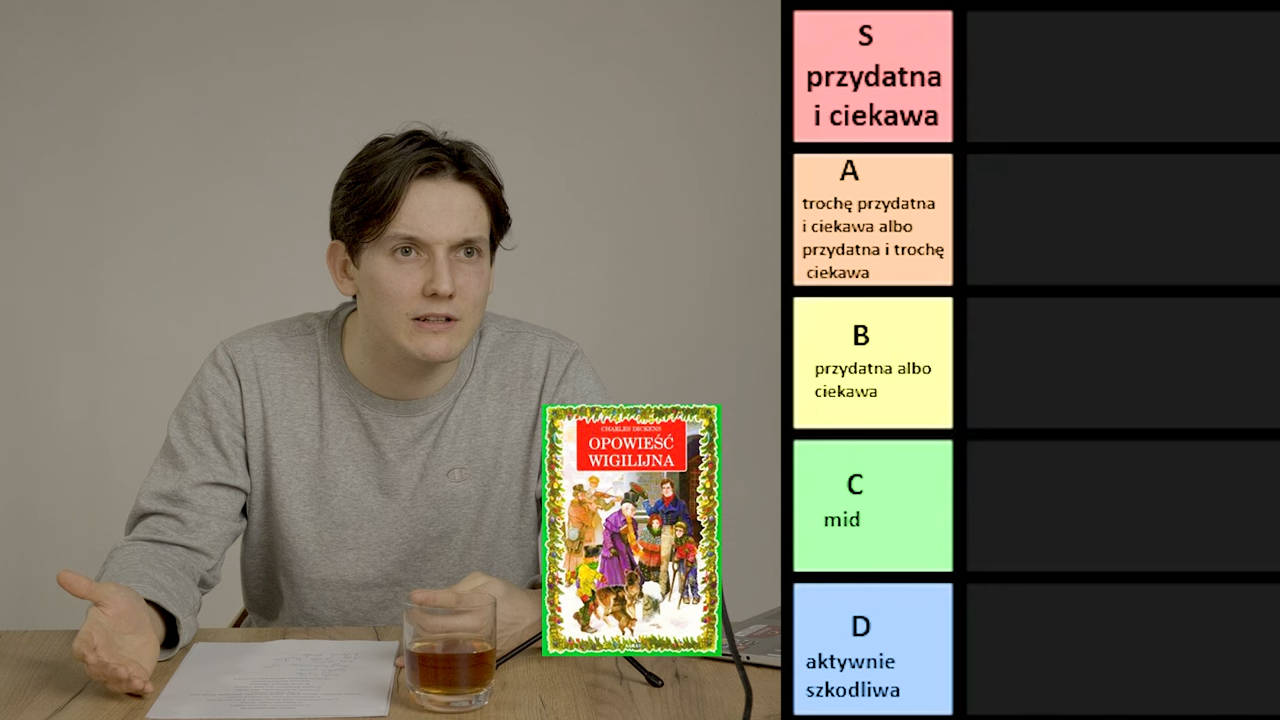 S
przydatna
i ciekawa
A
trochę przydatna
i ciekawa albo
przydatna i trochę
ciekawa
B
przydatna albo
ciekawa
C
mid
D
aktywnie
szkodliwa
CHARLES DICKENS
OPOWIEŚĆ
WIGILIJNA